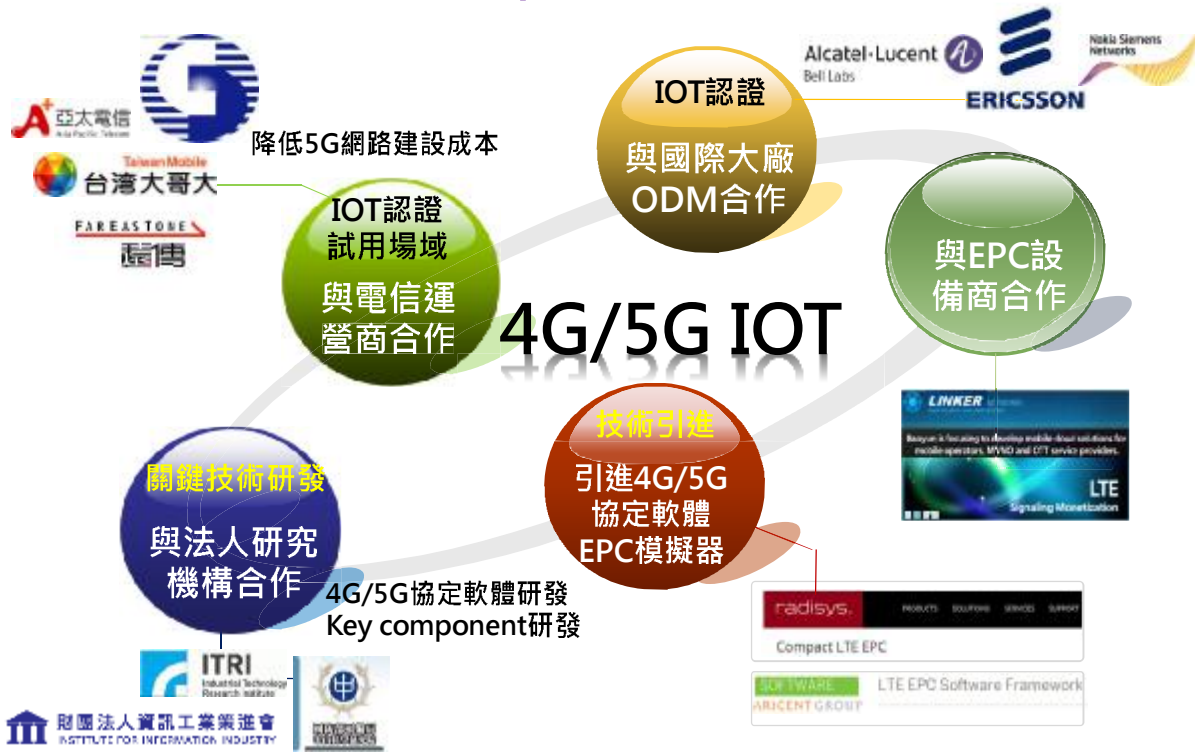 Alcatel·Lucent
Bell Labs
ERICSSON
Nokia Siemens
Networks
亞太電信
Asia Pacific Telecom
Taiwan Mobile
台湾大哥大
FAREASTONE
遠傳
降低5G網路建設成本
IOT認證
試用場域
與電信運
營商合作
IOT認證
與國際大廠
ODM合作
與EPC設
備商合作
4G/5G IOT
LINKER
LTE
Signaling Monetization
技術引進
引進4G/5G
協定軟體
EPC模擬器
關鍵技術研發
與法人研究
機構合作
4G/5G協定軟體研發
Key component研發
radisys.
PRODUCTS SOLUTIONS SERVICES SUPPORT
Compact LTE EPC
SOFTWARE
ARICENT GROUP
LTE EPC Software Framework
ITRI
Industrial Technology
Research Institute
財團法人資訊工業策進會
INSTITUTE FOR INFORMATION INDUSTRY
中